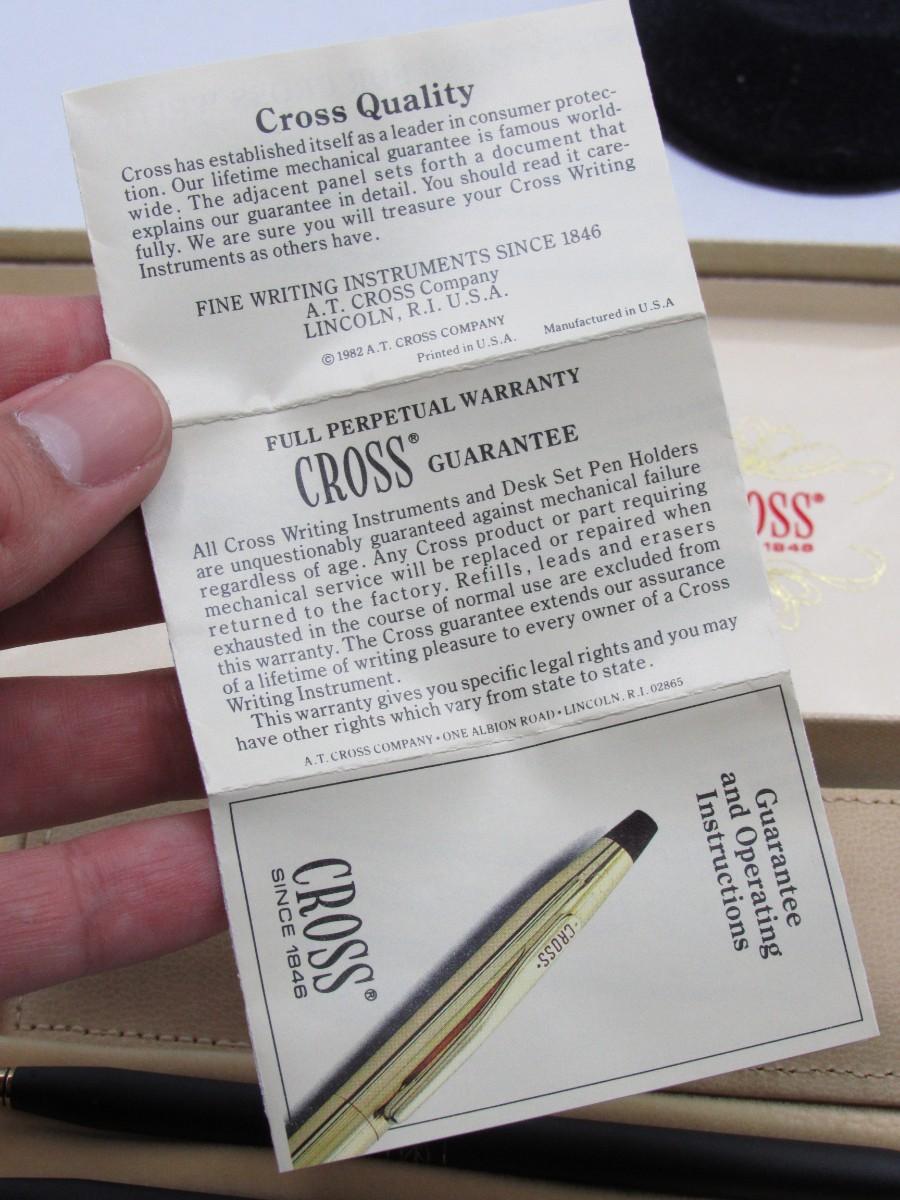 Cross Quality
Cross has established itself as a leader in consumer protec-
tion. Our lifetime mechanical guarantee is famous world-
wide. The adjacent panel sets forth a document that
explains our guarantee in detail. You should read it care-
fully. We are sure you will treasure your Cross Writing
Instruments as others have.
FINE WRITING INSTRUMENTS SINCE 1846
A.T. CROSS Company
LINCOLN, R.I. U.S.A.
© 1982 A.T. CROSS COMPANY
Printed in U.S.A. Manufactured in U.S.A
FULL PERPETUAL WARRANTY
CROSS® GUARANTEE
All Cross Writing Instruments and Desk Set Pen Holders
are unquestionably guaranteed against mechanical failure
regardless of age. Any Cross product or part requiring
mechanical service will be replaced or repaired when
returned to the factory. Refills, leads and erasers
exhausted in the course of normal use are excluded from
this warranty. The Cross guarantee extends our assurance
of a lifetime of writing pleasure to every owner of a Cross
Writing Instrument.
This warranty gives you specific legal rights and you may
have other rights which vary from state to state.
A.T. CROSS COMPANY • ONE ALBION ROAD • LINCOLN, R.I. 02865
Guarantee
and Operating
Instructions
CROSS®
SINCE 1846
CROSS
OSS®
1846